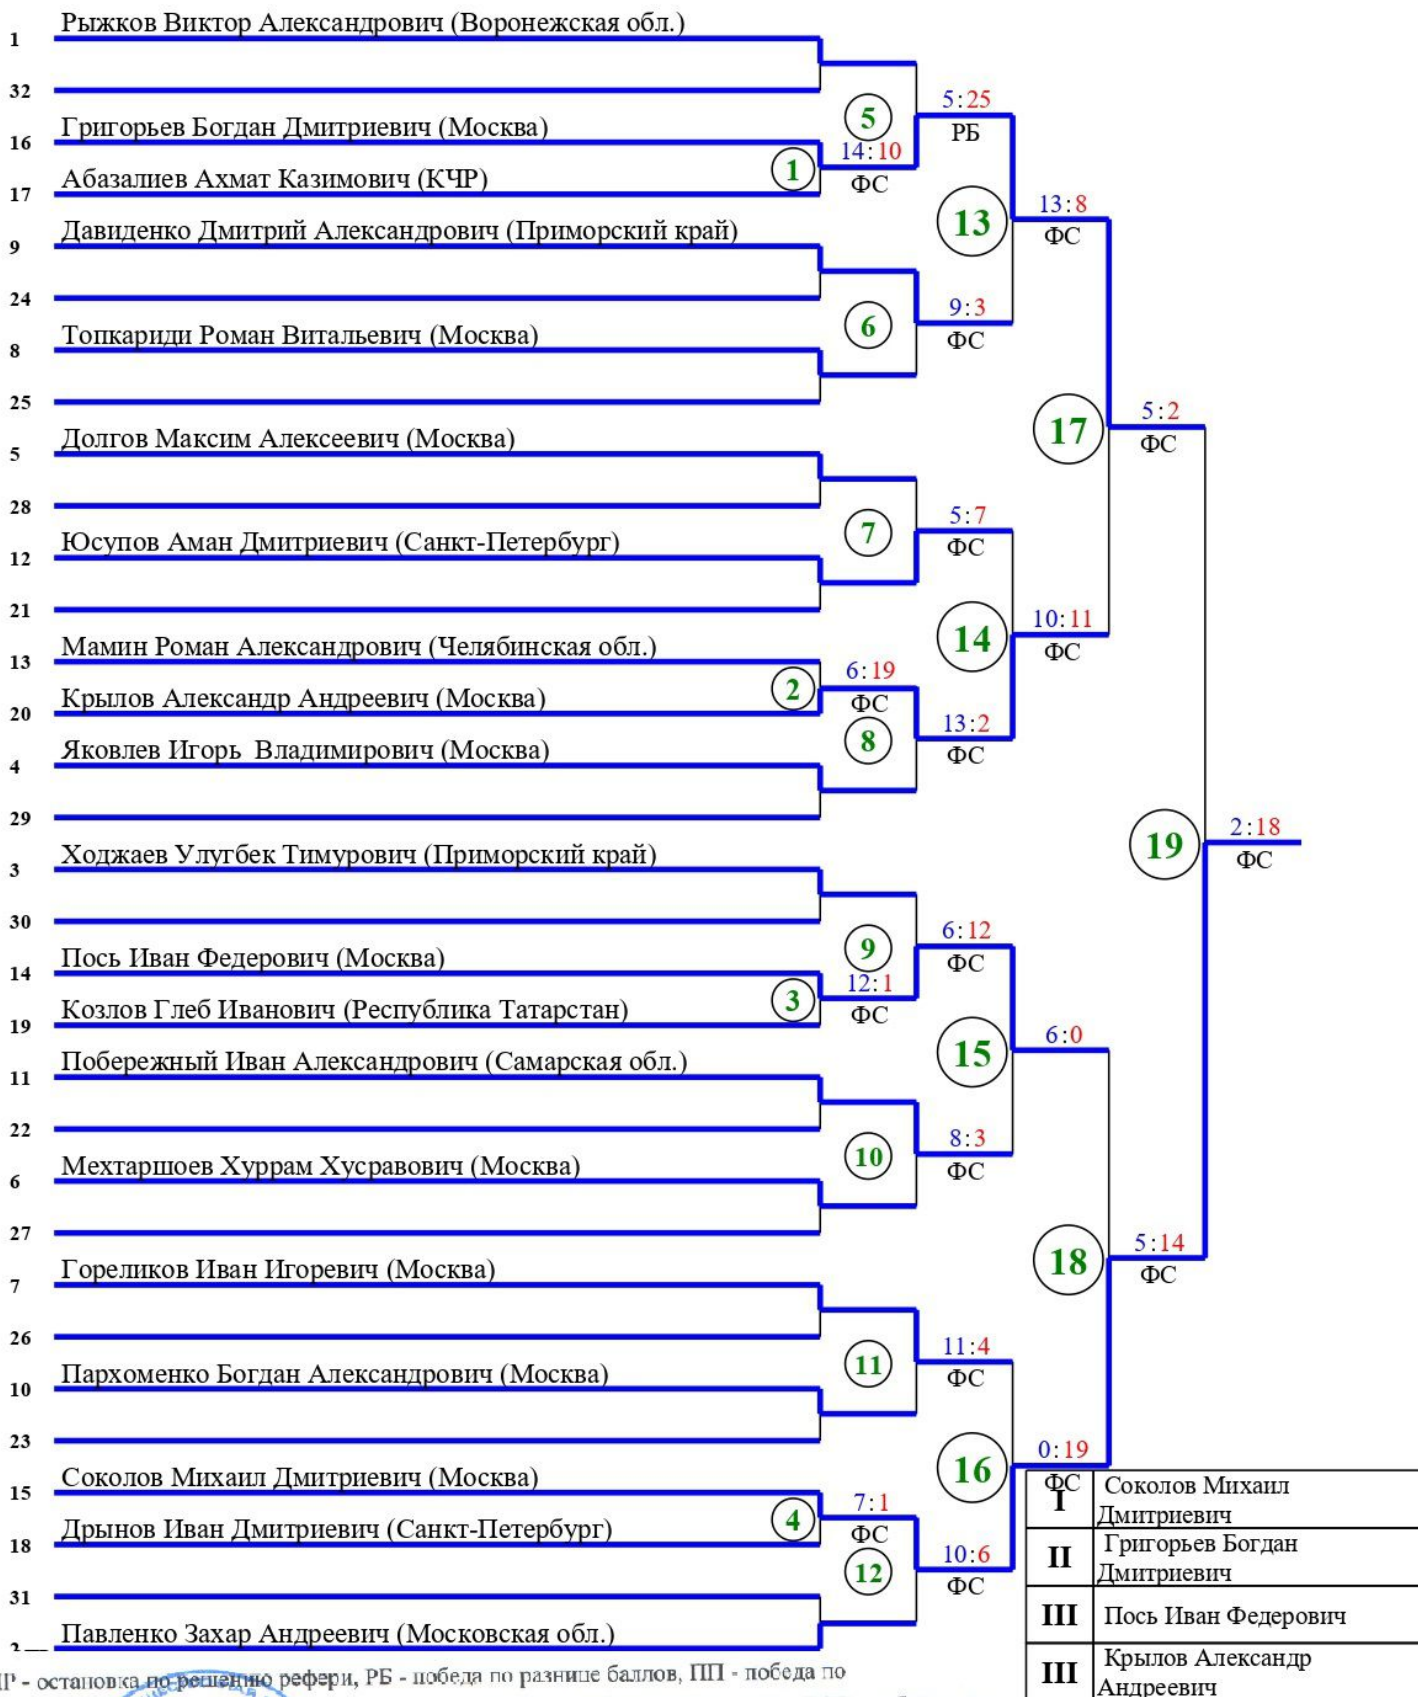 Рыжков Виктор Александрович (Воронежская обл.)
1
32
5
5:25
РБ
Григорьев Богдан Дмитриевич (Москва)
16
1
14:10
ФС
Абазалиев Ахмат Казимович (КЧР)
17
13
13:8
ФС
Давиденко Дмитрий Александрович (Приморский край)
9
24
6
9:3
ФС
Топкариди Роман Витальевич (Москва)
8
25
17
5:2
ФС
Долгов Максим Алексеевич (Москва)
5
28
7
5:7
ФС
Юсупов Аман Дмитриевич (Санкт-Петербург)
12
21
14
10:11
ФС
Мамин Роман Александрович (Челябинская обл.)
13
2
6:19
ФС
Крылов Александр Андреевич (Москва)
20
8
13:2
ФС
Яковлев Игорь Владимирович (Москва)
4
29
19
2:18
ФС
Ходжаев Улугбек Тимурович (Приморский край)
3
30
9
6:12
ФС
Пось Иван Федерович (Москва)
14
3
12:1
ФС
Козлов Глеб Иванович (Республика Татарстан)
19
15
6:0
Побережный Иван Александрович (Самарская обл.)
11
22
10
8:3
ФС
Мехтаршоев Хуррам Хусравович (Москва)
6
27
18
5:14
ФС
Гореликов Иван Игоревич (Москва)
7
26
11
11:4
ФС
Пархоменко Богдан Александрович (Москва)
10
23
16
0:19
ФС
Соколов Михаил Дмитриевич (Москва)
15
4
7:1
ФС
Дрынов Иван Дмитриевич (Санкт-Петербург)
18
12
10:6
ФС
31
Павленко Захар Андреевич (Московская обл.)
I Соколов Михаил
Дмитриевич
II Григорьев Богдан
Дмитриевич
III Пось Иван Федерович
III Крылов Александр
Андреевич
- остановка по решению рефери, РБ - победа по разнице баллов, ПП - победа по